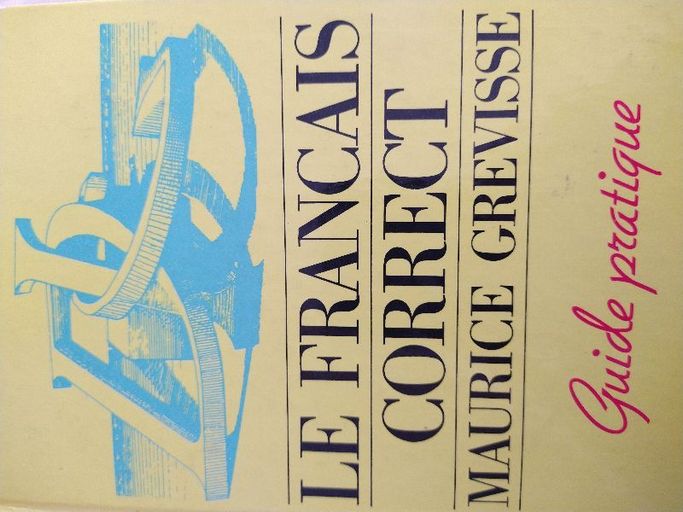 LE FRANCAIS
CORRECT
MAURICE GREVISSE
Guide pratique